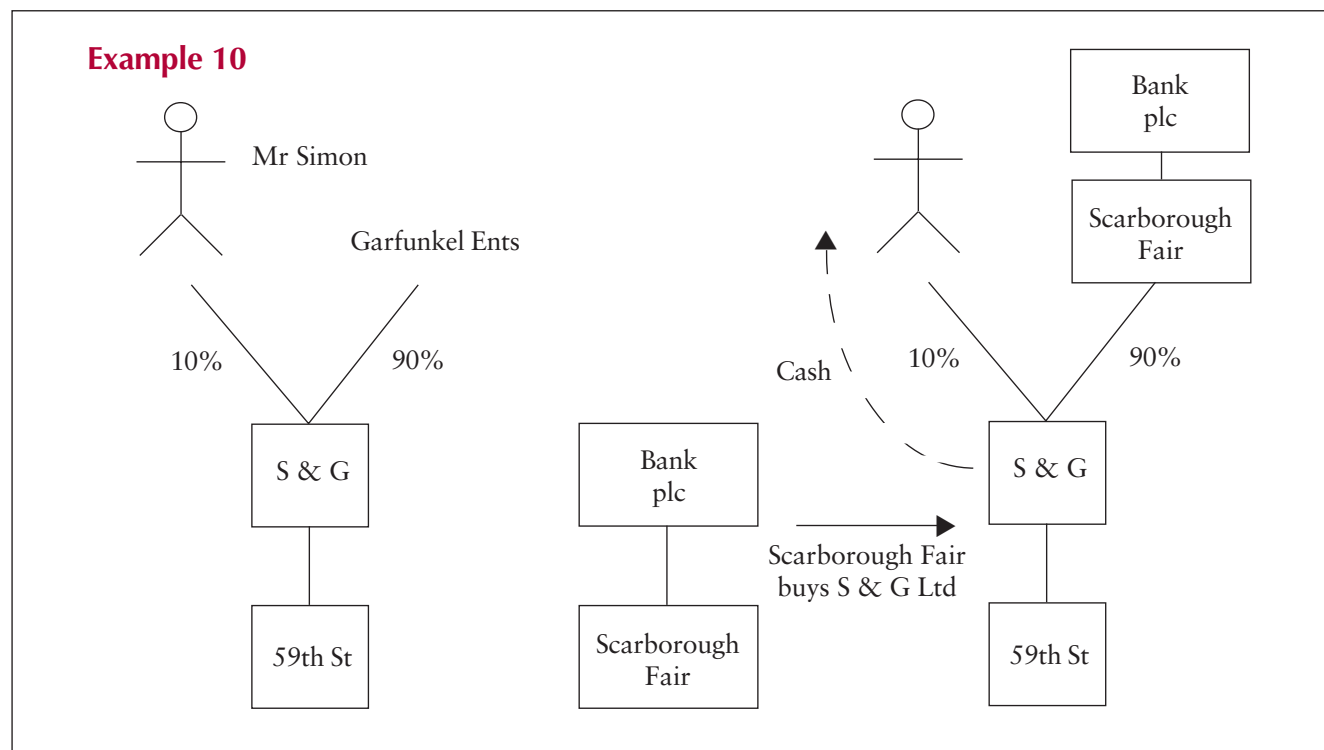 Example 10
Mr Simon
Garfunkel Ents
10%
90%
S & G
59th St
Bank
plc
Scarborough
Fair
Scarborough Fair
buys S & G Ltd
Bank
plc
Scarborough
Fair
Cash
10%
90%
S & G
59th St